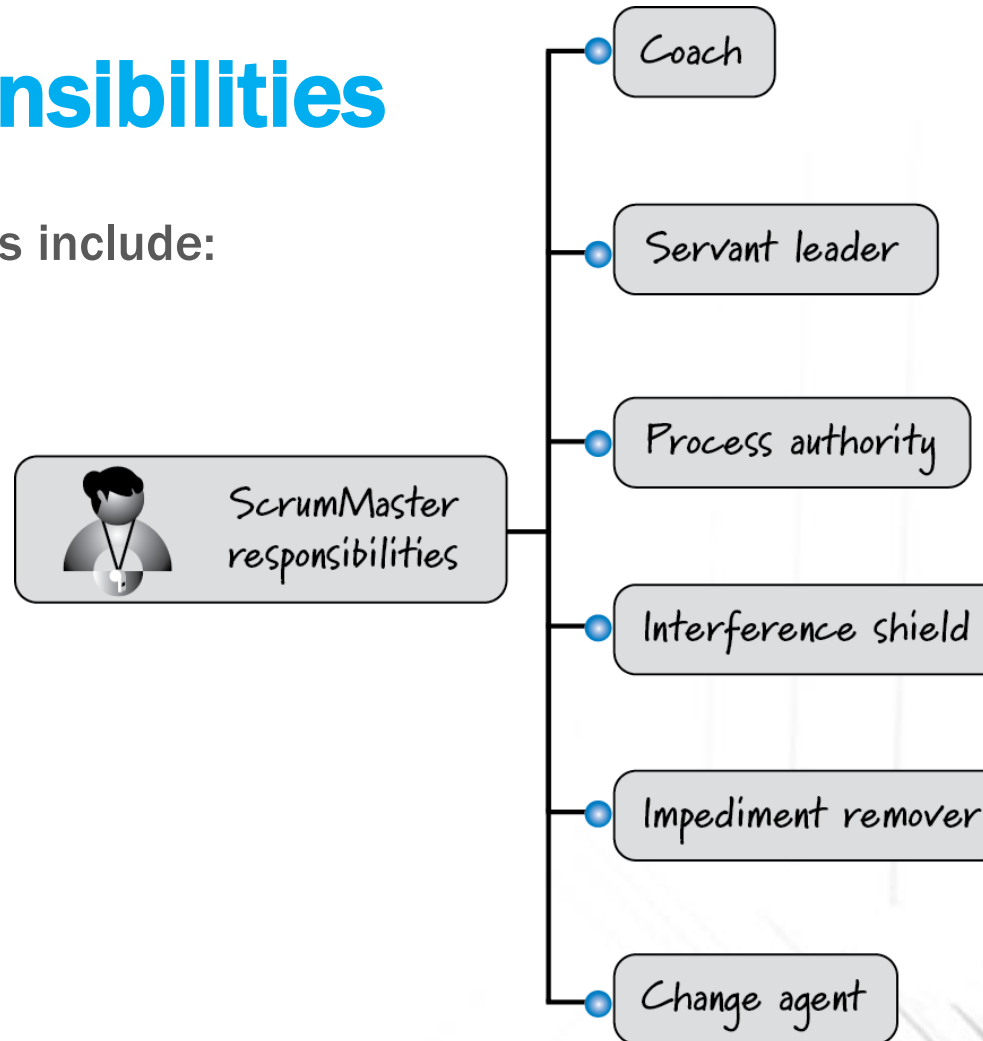 nsibilities
s include:
Coach
Servant leader
Process authority
ScrumMaster
responsibilities
Interference shield
Impediment remover
Change agent